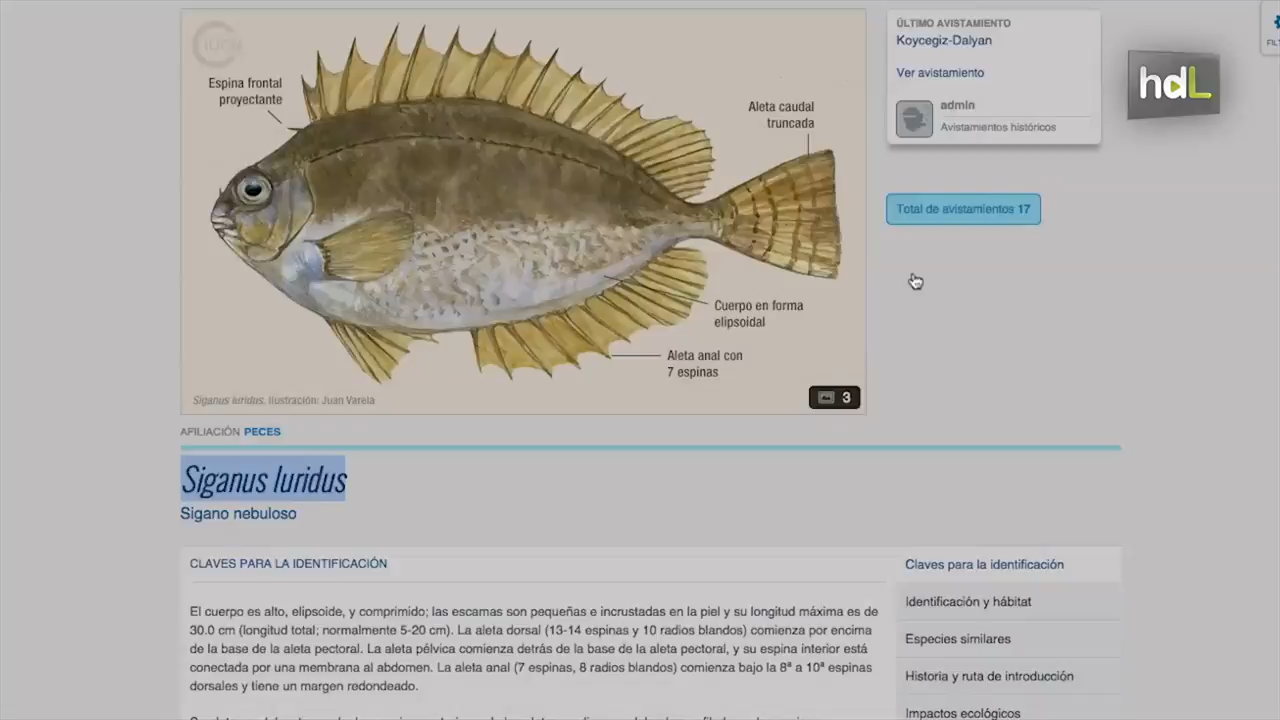 IUCN
Espina frontal
proyectante
Aleta caudal
truncada
Cuerpo en forma
elipsoidal
Aleta anal con
7 espinas
Siganus luridus. Ilustración: Juan Varela
3
ÚLTIMO AVISTAMIENTO
Koycegiz-Dalyan
Ver avistamiento
admin
Avistamientos históricos
Total de avistamientos 17
hdL
AFILIACIÓN PECES
Siganus luridus
Sigano nebuloso
CLAVES PARA LA IDENTIFICACIÓN
El cuerpo es alto, elipsoide, y comprimido; las escamas son pequeñas e incrustadas en la piel y su longitud máxima es de
30.0 cm (longitud total; normalmente 5-20 cm). La aleta dorsal (13-14 espinas y 10 radios blandos) comienza por encima
de la base de la aleta pectoral. La aleta pélvica comienza detrás de la base de la aleta pectoral, y su espina interior está
conectada por una membrana al abdomen. La aleta anal (7 espinas, 8 radios blandos) comienza bajo la 8ª a 10ª espinas
dorsales y tiene un margen redondeado.
Claves para la identificación
Identificación y hábitat
Especies similares
Historia y ruta de introducción
Impactos ecológicos